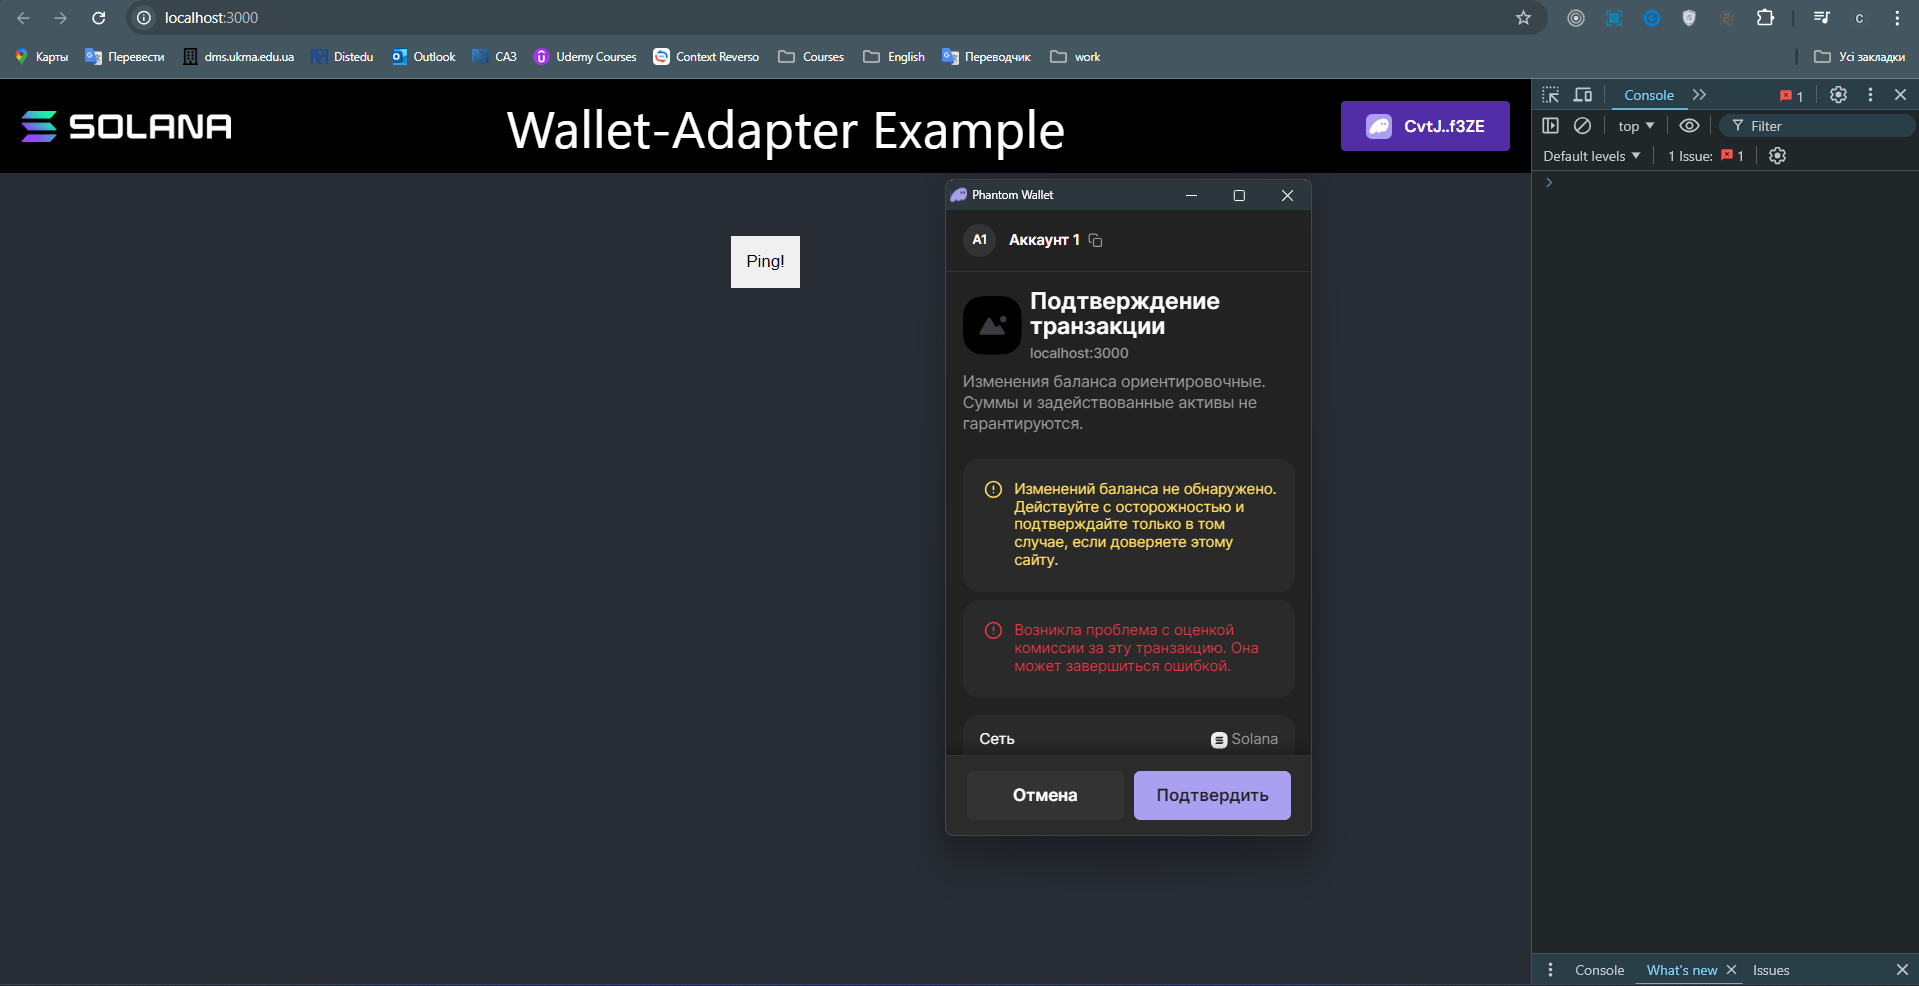 localhost:3000
c
Карты
Перевести
dms.ukma.edu.ua
Distedu
Outlook
CA3
Udemy Courses
Context Reverso
Courses
English
Переводчик
work
Усі закладки
SOLANA
Wallet-Adapter Example
CvtJ..f3ZE
Ping!
Phantom Wallet
A1
Аккаунт 1
Подтверждение
транзакции
localhost:3000
Изменения баланса ориентировочные.
Суммы и задействованные активы не
гарантируются.
Изменений баланса не обнаружено.
Действуйте с осторожностью и
подтверждайте только в том
случае, если доверяете этому
сайту.
Возникла проблема с оценкой
комиссии за эту транзакцию. Она
может завершиться ошибкой.
Сеть
Solana
Отмена
Подтвердить
Console
1
top
Filter
Default levels
1 Issue:
1
Console
What's new
Issues